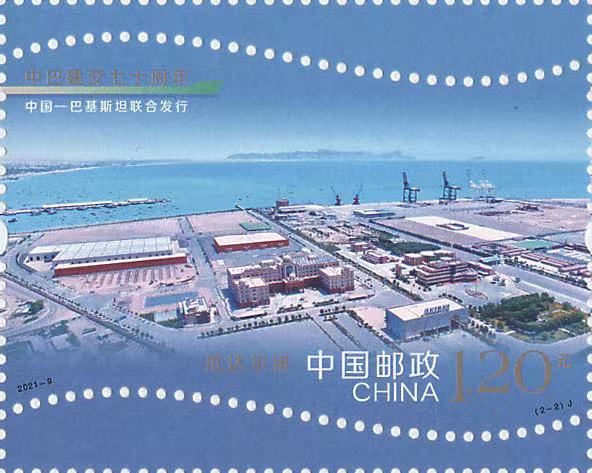 中巴建交七十周年
中国—巴基斯坦联合发行
瓜达尔港
中国邮政
CHINA
1.20元
2021-9
(2-2) J